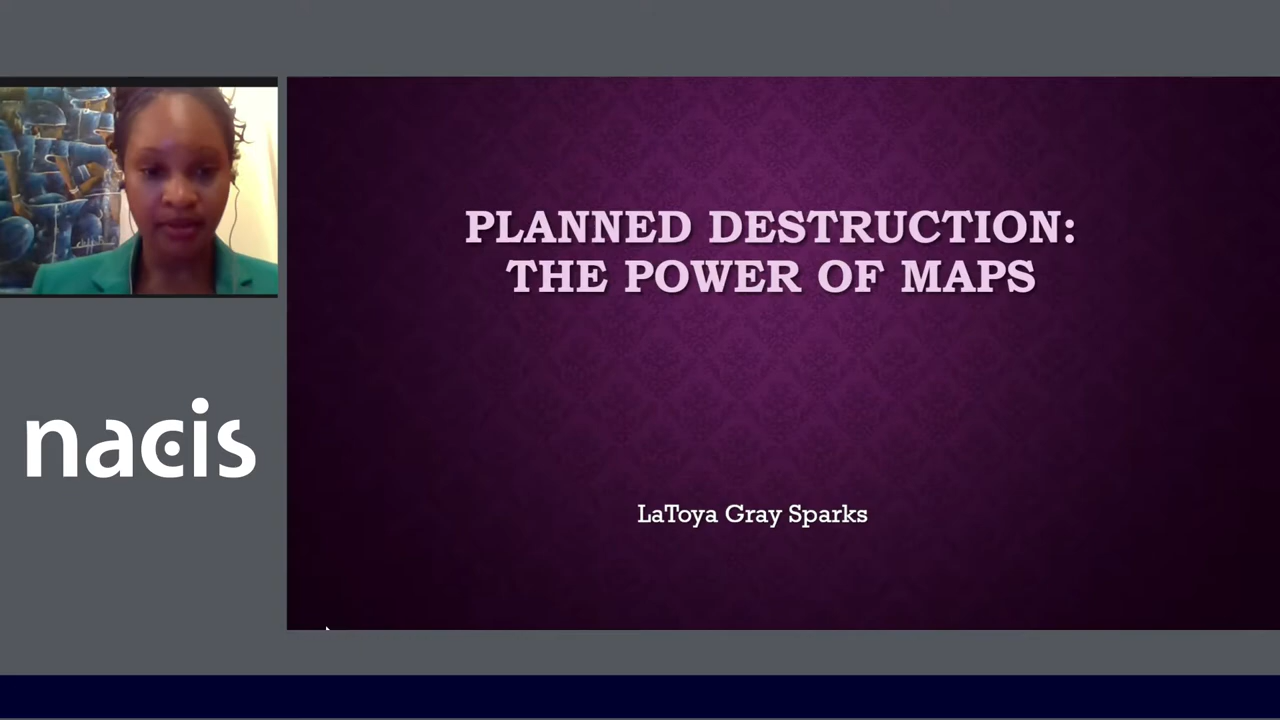 PLANNED DESTRUCTION:
THE POWER OF MAPS
LaToya Gray Sparks
nacis